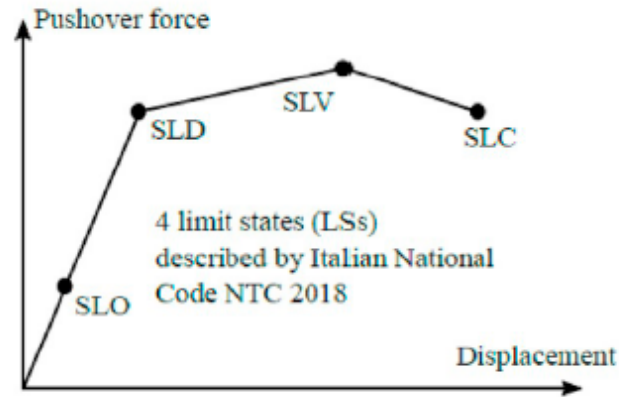 Pushover force
SLV
SLD
SLC
4 limit states (LSs)
described by Italian National
Code NTC 2018
SLO
Displacement